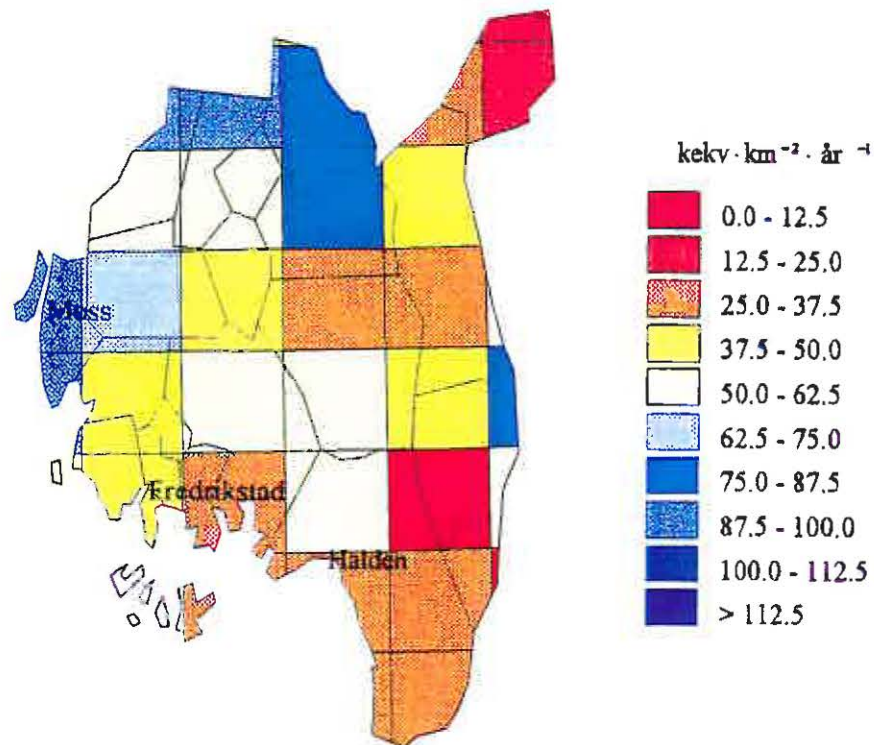 kekv · km⁻² · år ⁻¹
0.0 - 12.5
12.5 - 25.0
25.0 - 37.5
37.5 - 50.0
50.0 - 62.5
62.5 - 75.0
75.0 - 87.5
87.5 - 100.0
100.0 - 112.5
> 112.5
Moss
Fredrikstad
Halden